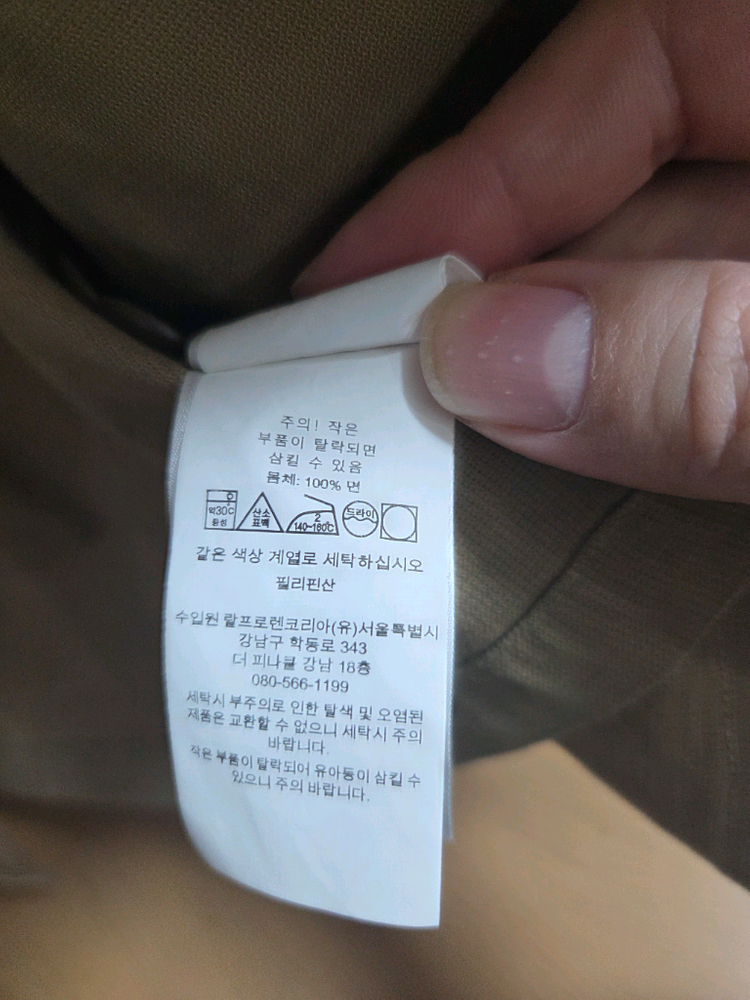 주의! 작은
부품이 탈락되면
삼킬 수 있음
몸체: 100% 면
약30℃ 산소 2 드라이
완성 표백 140~160℃
같은 색상 계열로 세탁하십시오
필리핀산
수입원 랄프로렌코리아(유)서울특별시
강남구 학동로 343
더 피나클 강남 18층
080-566-1199
세탁시 부주의로 인한 탈색 및 오염된
제품은 교환할 수 없으니 세탁시 주의
바랍니다.
작은 부품이 탈락되어 유아등이 삼킬 수
있으니 주의 바랍니다.